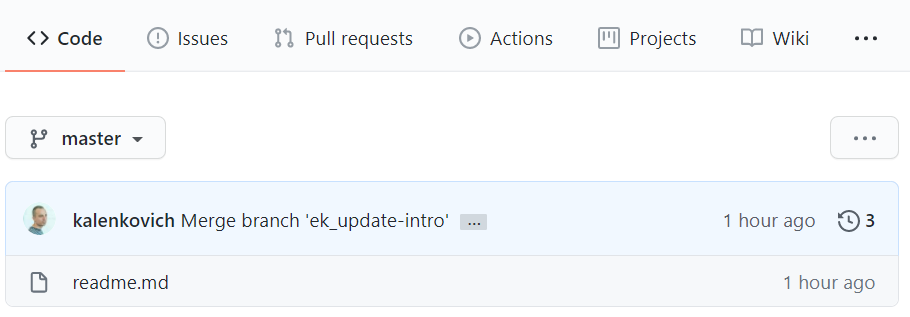 Code Issues Pull requests Actions Projects Wiki ...
master ...
kalenkovich Merge branch 'ek_update-intro' ... 1 hour ago 3
readme.md 1 hour ago